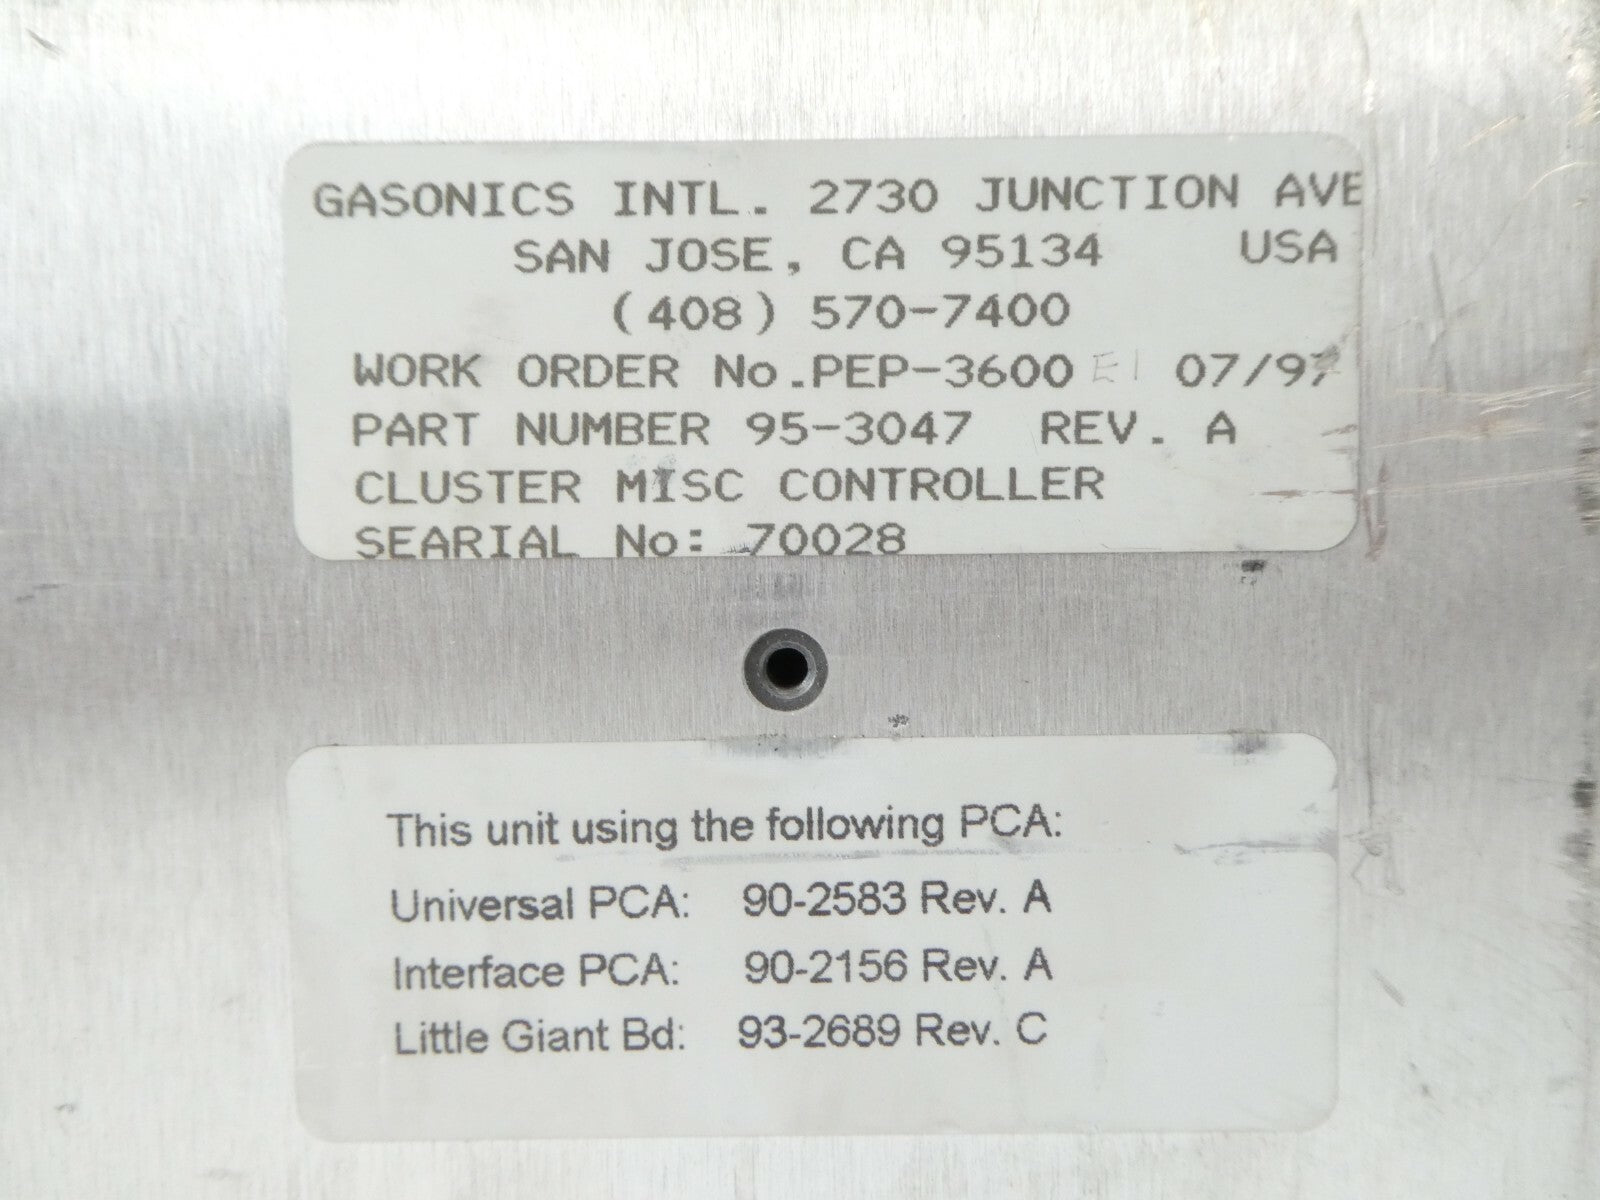 GASONICS INTL. 2730 JUNCTION AVE
SAN JOSE, CA 95134 USA
(408) 570-7400
WORK ORDER No.PEP-3600 E1 07/97
PART NUMBER 95-3047 REV. A
CLUSTER MISC CONTROLLER
SEARIAL No: 70028
This unit using the following PCA:
Universal PCA: 90-2583 Rev. A
Interface PCA: 90-2156 Rev. A
Little Giant Bd: 93-2689 Rev. C